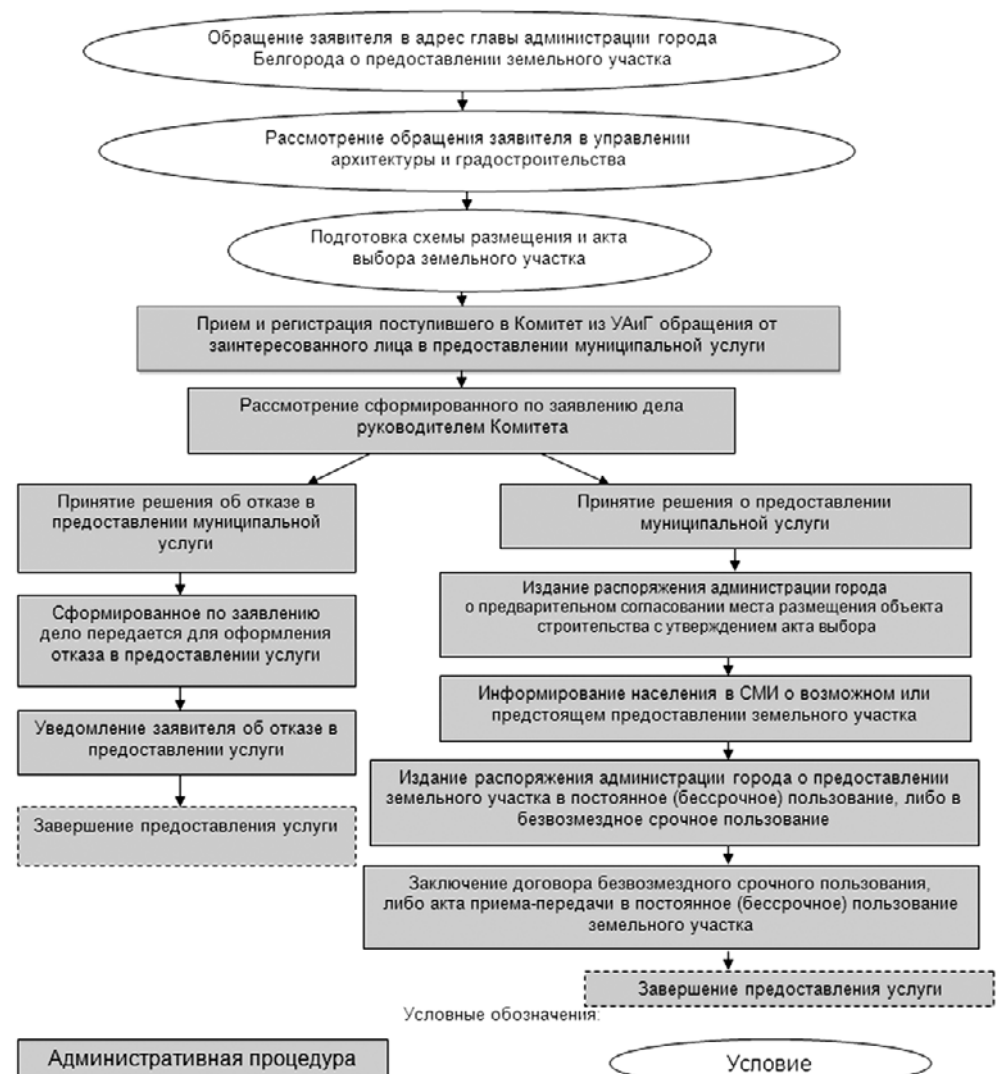 Обращение заявителя в адрес главы администрации города
Белгорода о предоставлении земельного участка
Рассмотрение обращения заявителя в управлении
архитектуры и градостроительства
Подготовка схемы размещения и акта
выбора земельного участка
Прием и регистрация поступившего в Комитет из УАиГ обращения от
заинтересованного лица в предоставлении муниципальной услуги
Рассмотрение сформированного по заявлению дела
руководителем Комитета
Принятие решения об отказе в
предоставлении муниципальной
услуги
Сформированное по заявлению
дело передается для оформления
отказа в предоставлении услуги
Уведомление заявителя об отказе в
предоставлении услуги
Завершение предоставления услуги
Принятие решения о предоставлении
муниципальной услуги
Издание распоряжения администрации города
о предварительном согласовании места размещения объекта
строительства с утверждением акта выбора
Информирование населения в СМИ о возможном или
предстоящем предоставлении земельного участка
Издание распоряжения администрации города о предоставлении
земельного участка в постоянное (бессрочное) пользование, либо в
безвозмездное срочное пользование
Заключение договора безвозмездного срочного пользования,
либо акта приема-передачи в постоянное (бессрочное) пользование
земельного участка
Завершение предоставления услуги
Условные обозначения:
Административная процедура
Условие